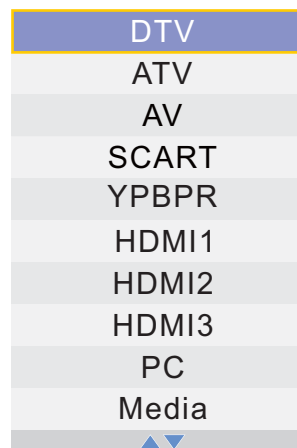 DTV
ATV
AV
SCART
YPBPR
HDMI1
HDMI2
HDMI3
PC
Media